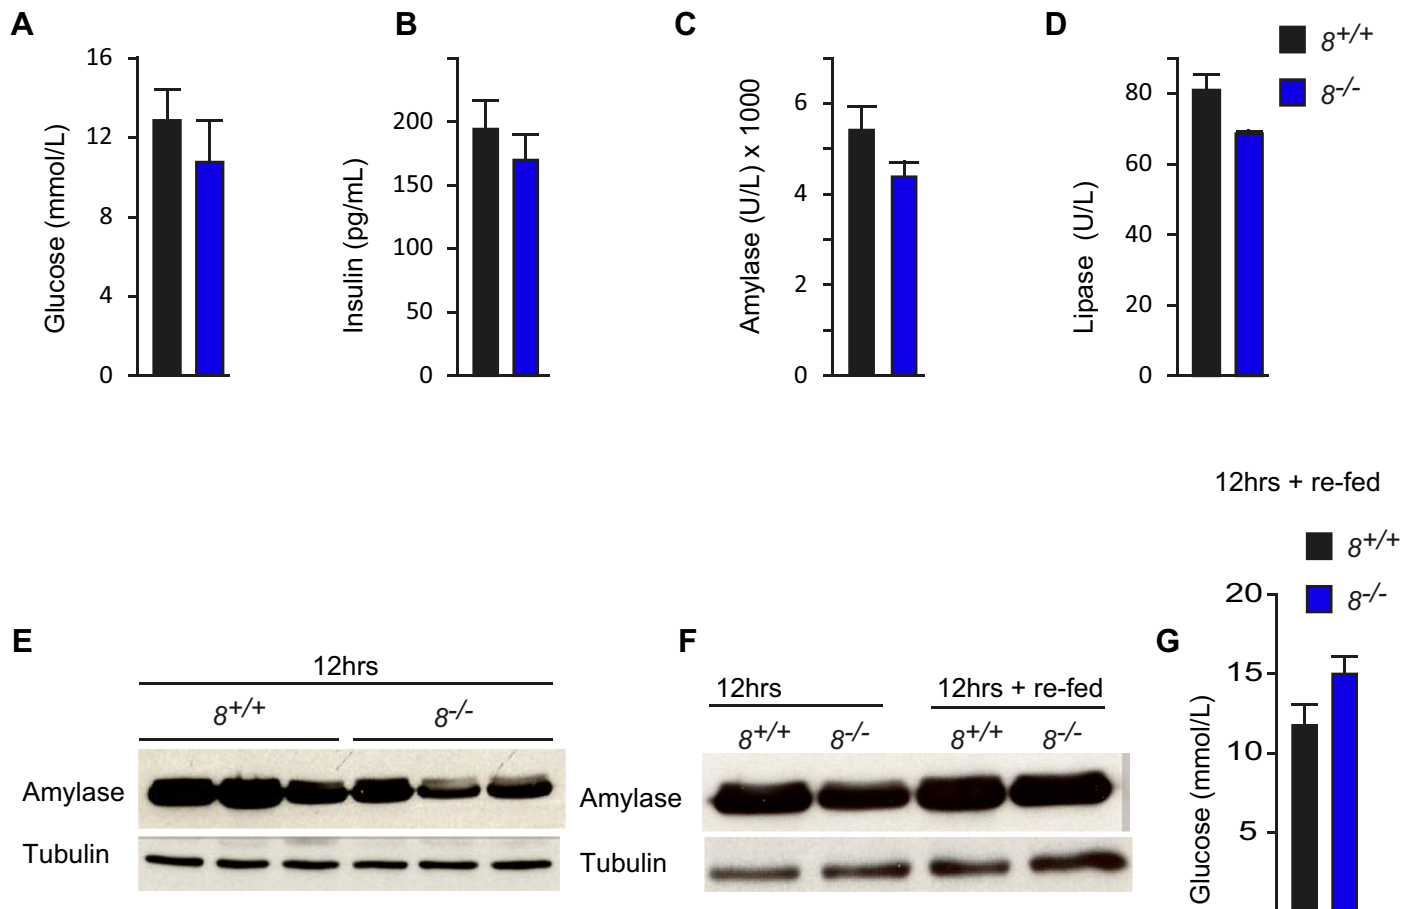 A
B
C
D
8+/+
8-/-
16
12
8
4
0
Glucose (mmol/L)
200
150
100
50
0
Insulin (pg/mL)
6
4
2
0
Amylase (U/L) x 1000
80
60
40
20
0
Lipase (U/L)
12hrs + re-fed
8+/+
8-/-
E
12hrs
8+/+ 8-/-
Amylase
Tubulin
F
12hrs 12hrs + re-fed
8+/+ 8-/- 8+/+ 8-/-
Amylase
Tubulin
G
20
15
10
5
Glucose (mmol/L)